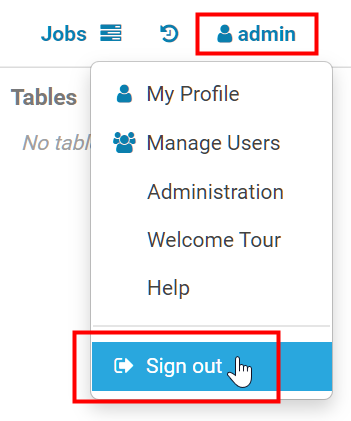 Jobs admin
Tables
No tabl
My Profile
Manage Users
Administration
Welcome Tour
Help
Sign out